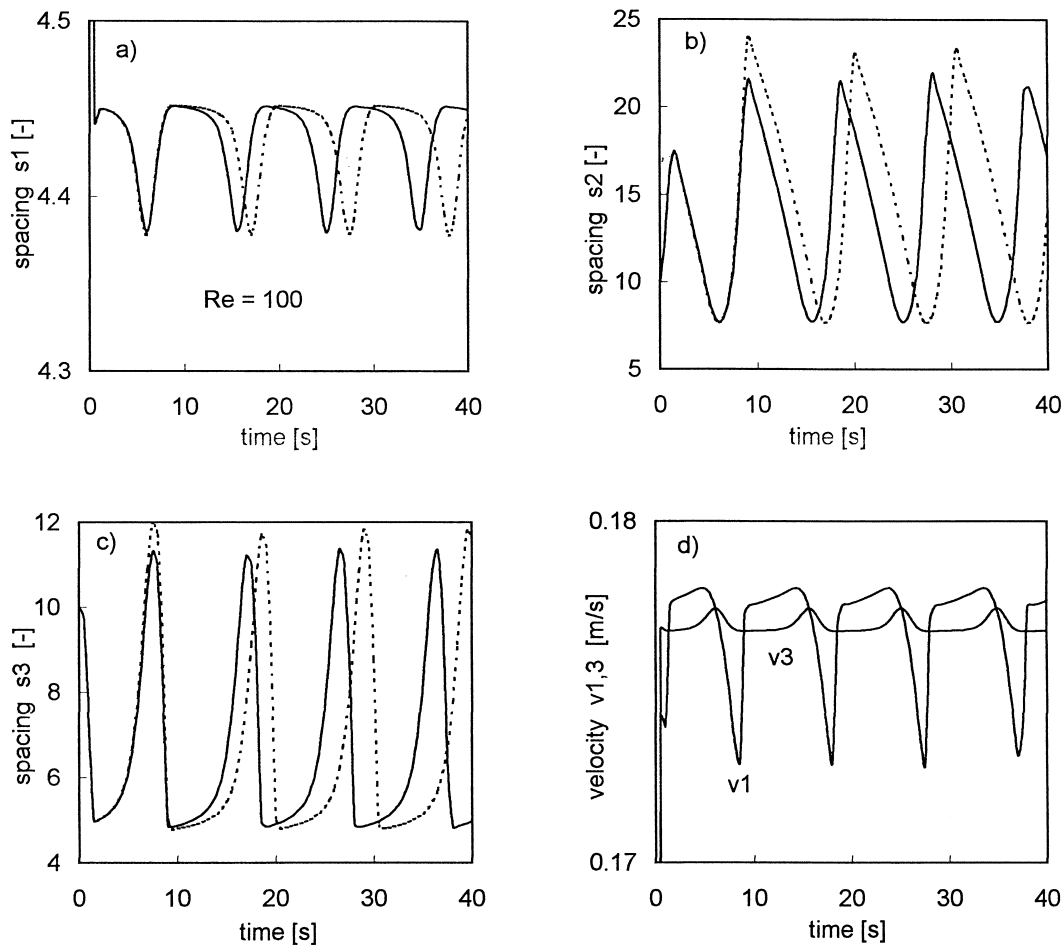 4.5
a)
4.4
spacing s1 [-]
Re = 100
4.3
0 10 20 30 40
time [s]
25
b)
20
15
spacing s2 [-]
10
5
0 10 20 30 40
time [s]
12
c)
10
8
spacing s3 [-]
6
4
0 10 20 30 40
time [s]
0.18
d)
velocity v1,3 [m/s]
v3
v1
0.17
0 10 20 30 40
time [s]